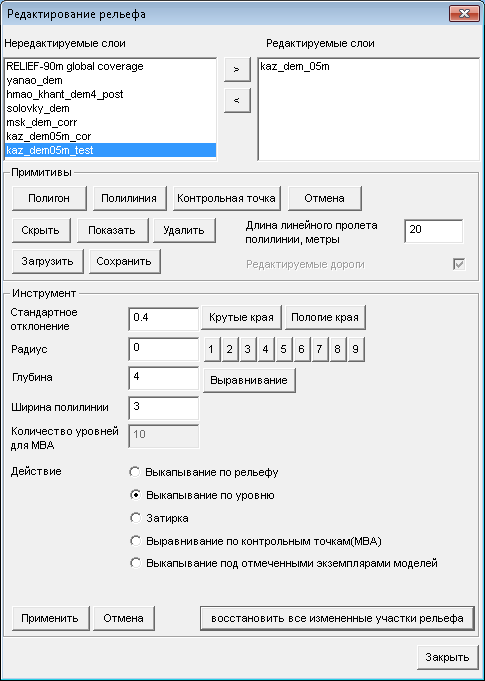 Редактирование рельефа
Нередактируемые слои
Редактируемые слои
RELIEF-90m global coverage
yanao_dem
hmao_khant_dem4_post
solovky_dem
msk_dem_corr
kaz_dem05m_cor
kaz_dem05m_test
>
<
kaz_dem_05m
Примитивы
Полигон Полилиния Контрольная точка Отмена
Скрыть Показать Удалить
Длина линейного пролета
полилинии, метры
20
Загрузить Сохранить
Редактируемые дороги
Инструмент
Стандартное
отклонение
0.4 Крутые края Пологие края
Радиус 0 1 2 3 4 5 6 7 8 9
Глубина 4 Выравнивание
Ширина полилинии 3
Количество уровней
для МВА
10
Действие
Выкапывание по рельефу
Выкапывание по уровню
Затирка
Выравнивание по контрольным точкам(МВА)
Выкапывание под отмеченными экземплярами моделей
Применить Отмена восстановить все измененные участки рельефа
Закрыть